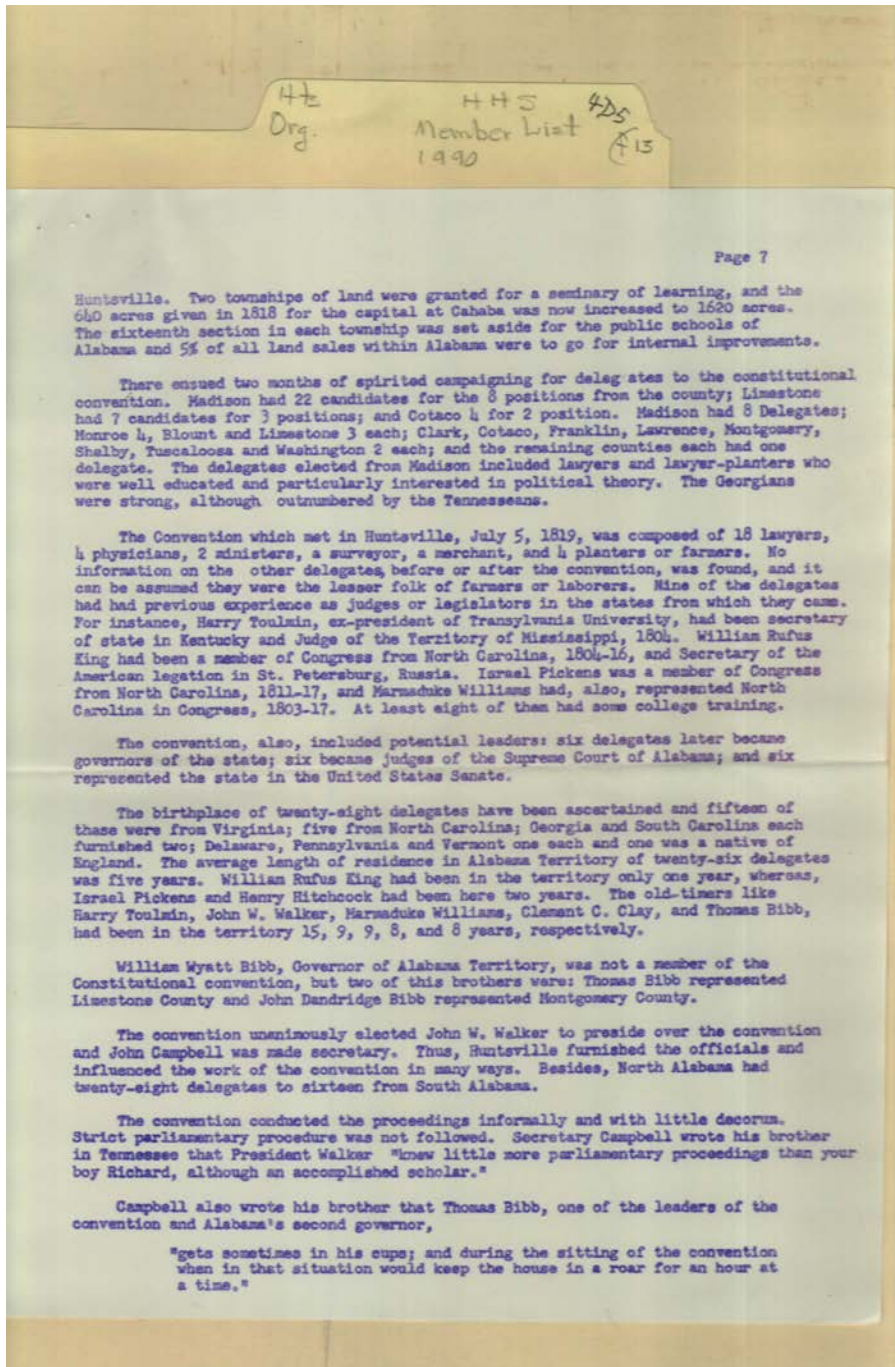 Hts
Org.
HHS
Member List
1990
4D5
f 13
Page 7
Huntsville. Two townships of land were granted for a seminary of learning, and the
640 acres given in 1818 for the capital at Cahaba was now increased to 1620 acres.
The sixteenth section in each township was set aside for the public schools of
Alabama and 5% of all land sales within Alabama were to go for internal improvements.
There ensued two months of spirited campaigning for deleg ates to the constitutional
convention. Madison had 22 candidates for the 8 positions from the county; Limestone
had 7 candidates for 3 positions; and Cotaco 4 for 2 position. Madison had 8 Delegates;
Monroe 4, Blount and Limestone 3 each; Clark, Cotaco, Franklin, Lawrence, Montgomery,
Shelby, Tuscaloosa and Washington 2 each; and the remaining counties each had one
delegate. The delegates elected from Madison included lawyers and lawyer-planters who
were well educated and particularly interested in political theory. The Georgians
were strong, although outnumbered by the Tennesseans.
The Convention which met in Huntsville, July 5, 1819, was composed of 18 lawyers,
4 physicians, 2 ministers, a surveyor, a merchant, and 4 planters or farmers. No
information on the other delegates, before or after the convention, was found, and it
can be assumed they were the lesser folk of farmers or laborers. Nine of the delegates
had had previous experience as judges or legislators in the states from which they came.
For instance, Harry Toulmin, ex-president of Transylvania University, had been secretary
of state in Kentucky and Judge of the Territory of Mississippi, 1804. William Rufus
King had been a member of Congress from North Carolina, 1804-16, and Secretary of the
American legation in St. Petersburg, Russia. Israel Pickens was a member of Congress
from North Carolina, 1811-17, and Marmaduke Williams had, also, represented North
Carolina in Congress, 1803-17. At least eight of them had some college training.
The convention, also, included potential leaders: six delegates later became
governors of the state; six became judges of the Supreme Court of Alabama; and six
represented the state in the United States Senate.
The birthplace of twenty-eight delegates have been ascertained and fifteen of
those were from Virginia; five from North Carolina; Georgia and South Carolina each
furnished two; Delaware, Pennsylvania and Vermont one each and one was a native of
England. The average length of residence in Alabama Territory of twenty-six delegates
was five years. William Rufus King had been in the territory only one year, whereas,
Israel Pickens and Henry Hitchcock had been here two years. The old-timers like
Harry Toulmin, John W. Walker, Marmaduke Williams, Clement C. Clay, and Thomas Bibb,
had been in the territory 15, 9, 9, 8, and 8 years, respectively.
William Wyatt Bibb, Governor of Alabama Territory, was not a member of the
Constitutional convention, but two of this brothers were: Thomas Bibb represented
Limestone County and John Dandridge Bibb represented Montgomery County.
The convention unanimously elected John W. Walker to preside over the convention
and John Campbell was made secretary. Thus, Huntsville furnished the officials and
influenced the work of the convention in many ways. Besides, North Alabama had
twenty-eight delegates to sixteen from South Alabama.
The convention conducted the proceedings informally and with little decorum.
Strict parliamentary procedure was not followed. Secretary Campbell wrote his brother
in Tennessee that President Walker "knew little more parliamentary proceedings than your
boy Richard, although an accomplished scholar."
Campbell also wrote his brother that Thomas Bibb, one of the leaders of the
convention and Alabama's second governor,
"gets sometimes in his cups; and during the sitting of the convention
when in that situation would keep the house in a roar for an hour at
a time."